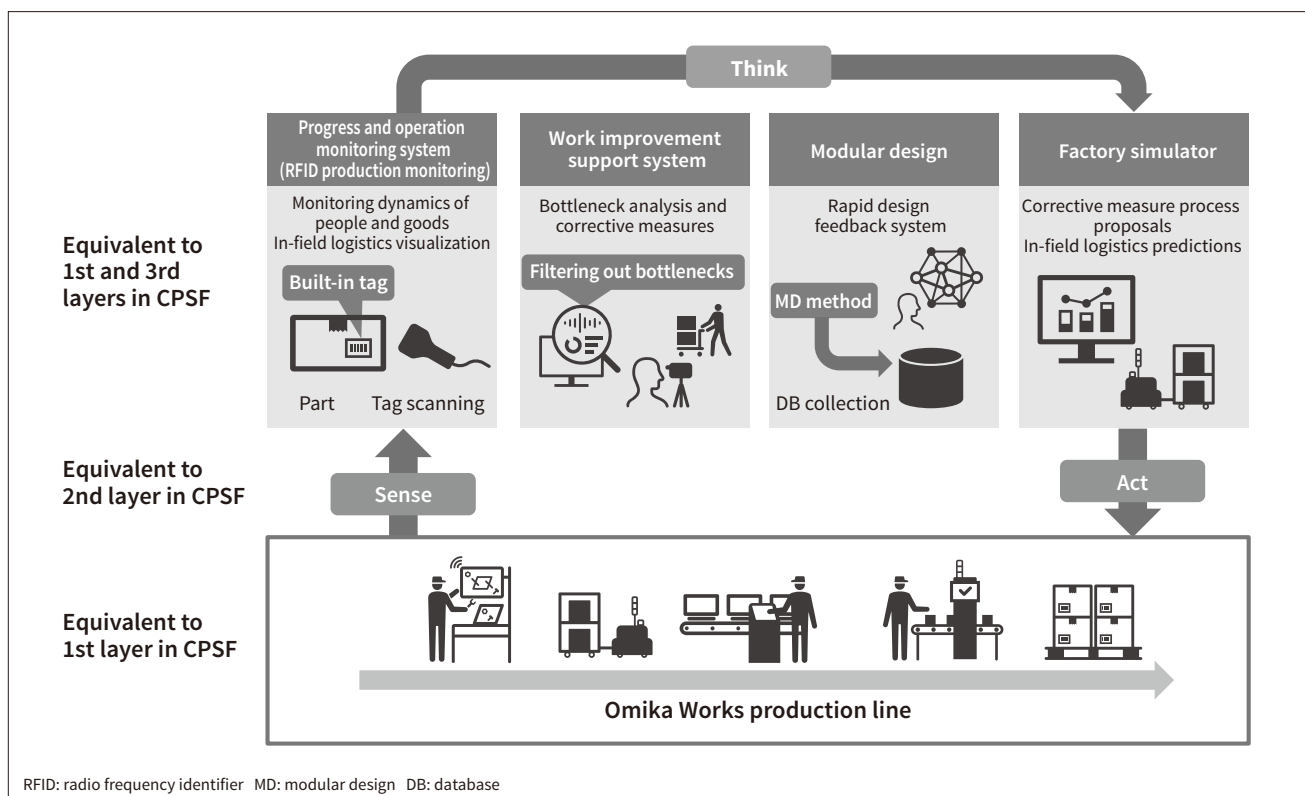 Think
Progress and operation
monitoring system
(RFID production monitoring)
Monitoring dynamics of
people and goods
In-field logistics visualization
Built-in tag
Part
Tag scanning
Work improvement
support system
Bottleneck analysis and
corrective measures
Filtering out bottlenecks
Modular design
Rapid design
feedback system
MD method
DB collection
Factory simulator
Corrective measure process
proposals
In-field logistics predictions
Equivalent to
1st and 3rd
layers in CPSF
Equivalent to
2nd layer in CPSF
Sense
Act
Equivalent to
1st layer in CPSF
Omika Works production line
RFID: radio frequency identifier MD: modular design DB: database